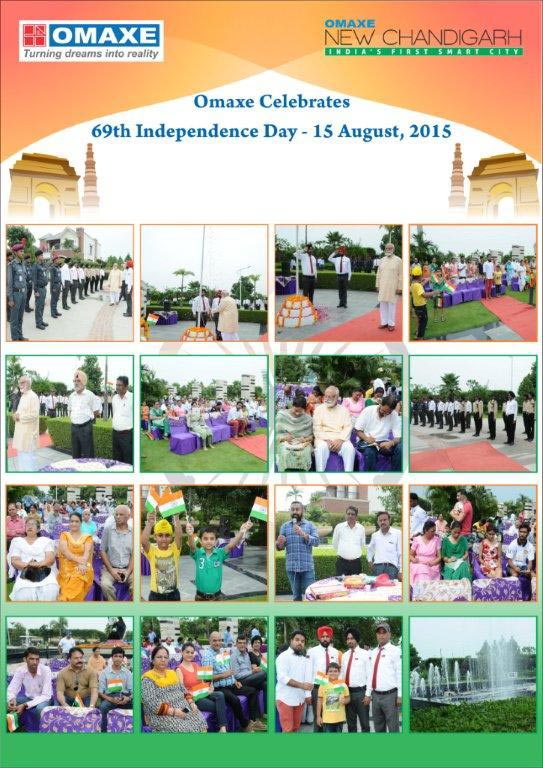 OMAXE
Turning dreams into reality
OMAXE
NEW CHANDIGARH
INDIA'S FIRST SMART CITY
Omaxe Celebrates
69th Independence Day - 15 August, 2015
3